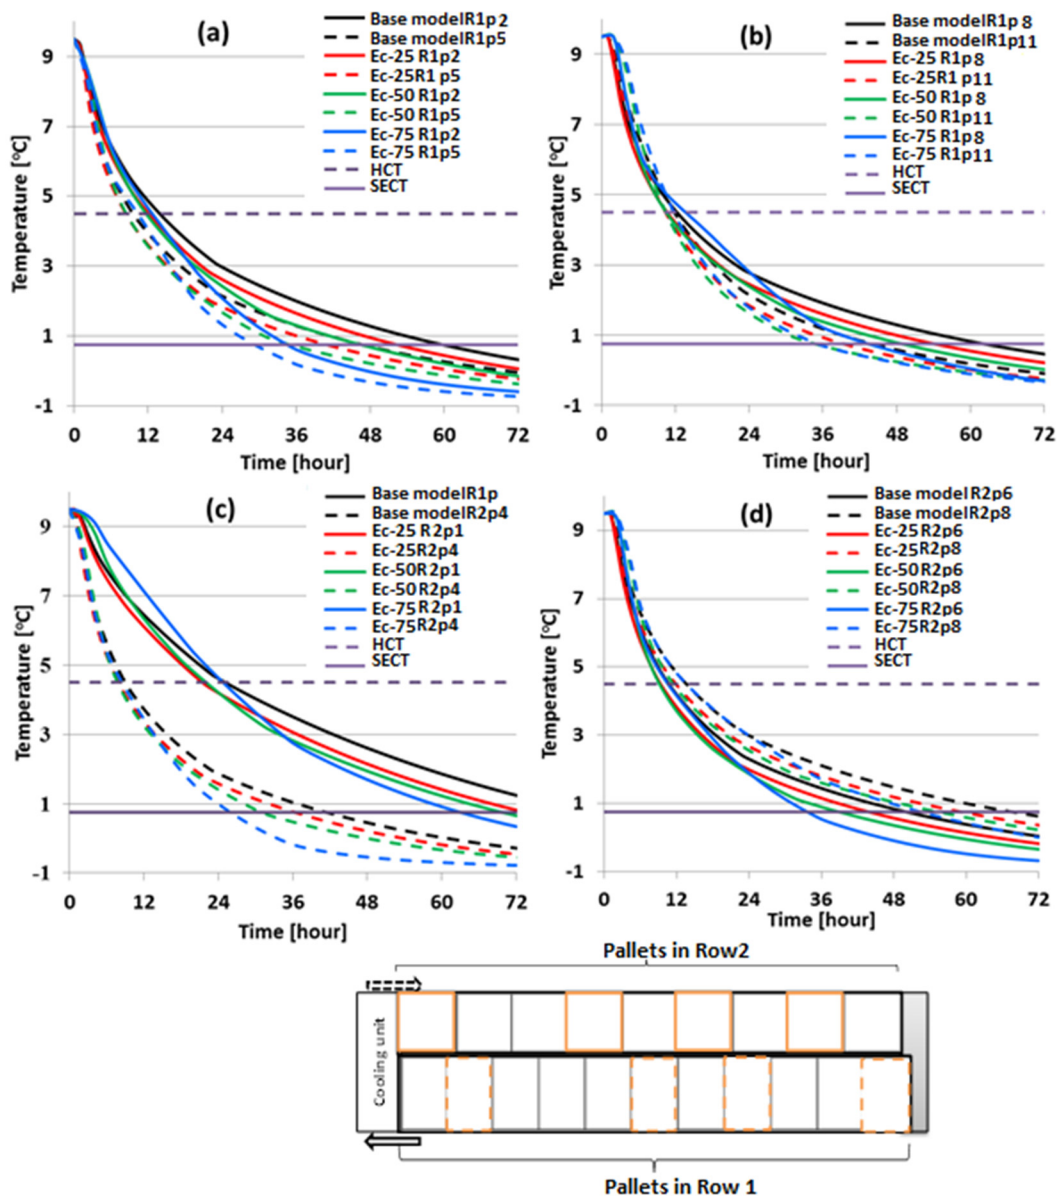 (a)
Base modelR1p2
Base modelR1p5
Ec-25 R1p2
Ec-25R1 p5
Ec-50 R1p2
Ec-50 R1p5
Ec-75 R1p2
Ec-75 R1p5
HCT
SECT
Temperature [°C]
9
7
5
3
1
-1
0 12 24 36 48 60 72
Time [hour]
(b)
Base modelR1p 8
Base modelR1p11
Ec-25 R1p8
Ec-25R1 p11
Ec-50 R1p 8
Ec-50 R1p11
Ec-75 R1p8
Ec-75 R1p11
HCT
SECT
Temperature [°C]
9
7
5
3
1
-1
0 12 24 36 48 60 72
Time [hour]
(c)
Base modelR1p
Base modelR2p4
Ec-25 R2p1
Ec-25R2p4
Ec-50R2p1
Ec-50R2p4
Ec-75 R2p1
Ec-75R2p4
HCT
SECT
Temperature [°C]
9
7
5
3
1
-1
0 12 24 36 48 60 72
Time [hour]
(d)
Base modelR2p6
Base modelR2p8
Ec-25R2p6
Ec-25R2p8
Ec-50R2p6
Ec-50R2p8
Ec-75R2p6
Ec-75R2p8
HCT
SECT
Temperature [°C]
9
7
5
3
1
-1
0 12 24 36 48 60 72
Time [hour]
Pallets in Row2
Cooling unit
Pallets in Row 1